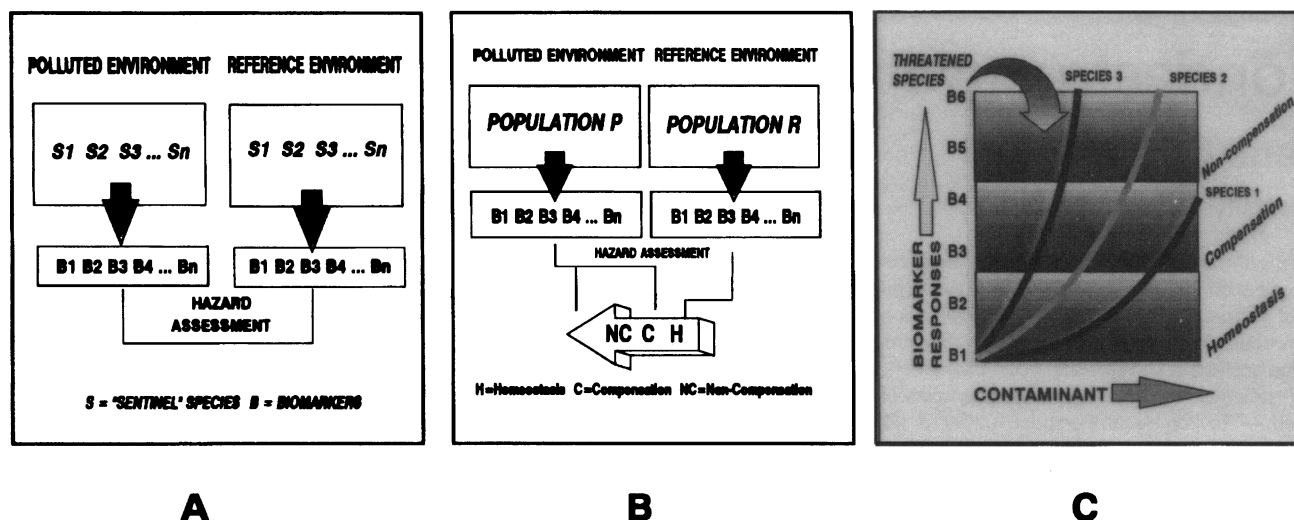 POLLUTED ENVIRONMENT REFERENCE ENVIRONMENT
S1 S2 S3 ... Sn
S1 S2 S3 ... Sn
B1 B2 B3 B4 ... Bn
B1 B2 B3 B4 ... Bn
HAZARD
ASSESSMENT
S = "SENTINEL" SPECIES B = BIOMARKERS
A
POLLUTED ENVIRONMENT REFERENCE ENVIRONMENT
POPULATION P
POPULATION R
B1 B2 B3 B4 ... Bn
B1 B2 B3 B4 ... Bn
HAZARD ASSESSMENT
NC C H
H=Homeostasis C=Compensation NC=Non-Compensation
B
THREATENED
SPECIES
SPECIES 3
SPECIES 2
SPECIES 1
B6
B5
B4
B3
B2
B1
BIOMARKER
RESPONSES
Non-compensation
Compensation
Homeostasis
CONTAMINANT
C